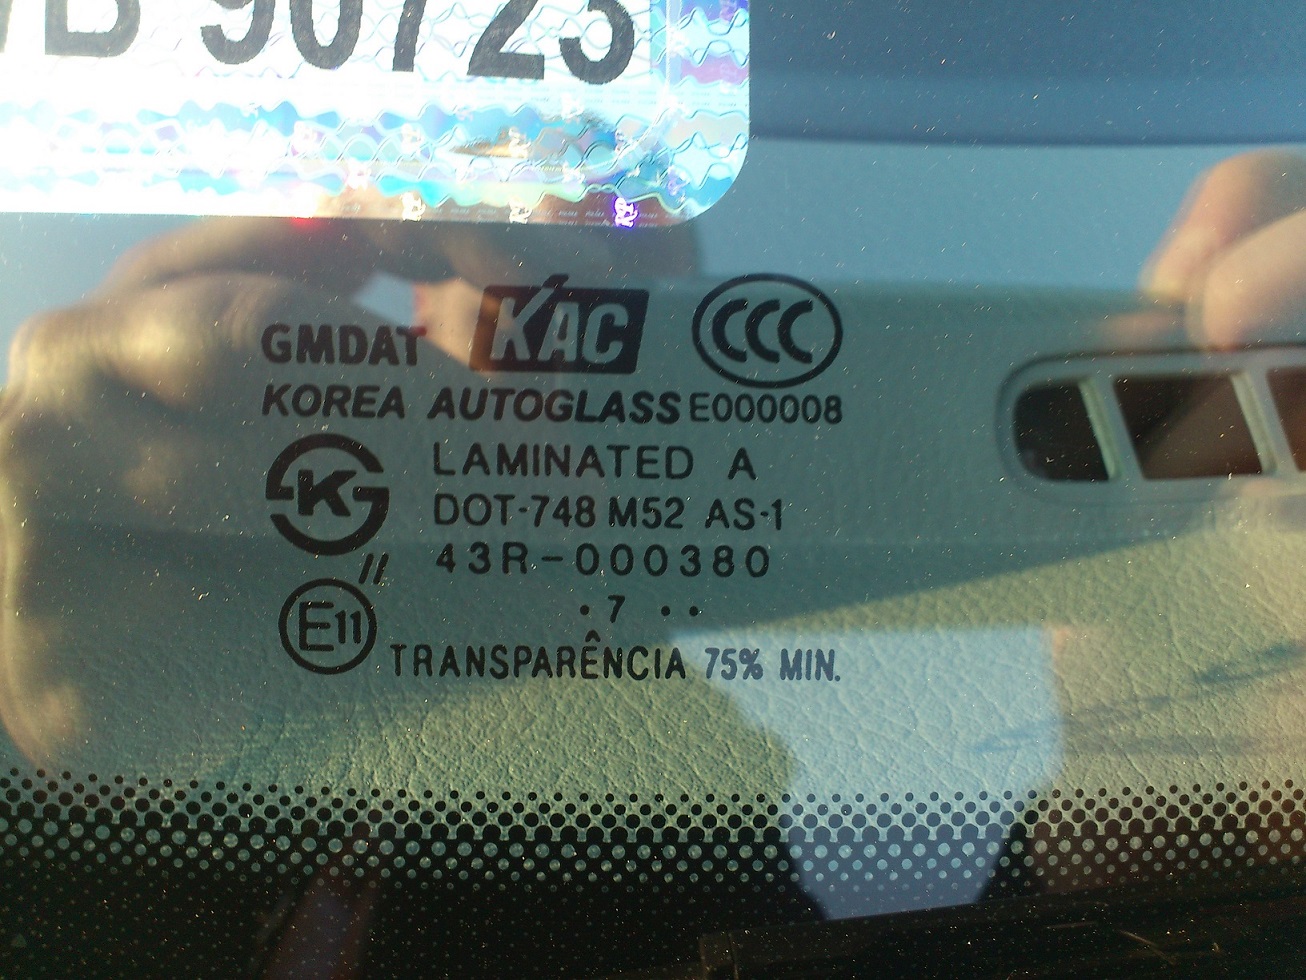 B 90723
GMDAT KAC CCC
KOREA AUTOGLASS E000008
K
LAMINATED A
DOT-748 M52 AS-1
43R-000380
//
E11
. 7 . .
TRANSPARÊNCIA 75% MIN.